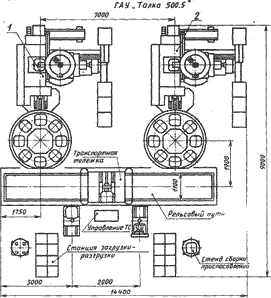 ГАУ „Талка 500.5"
7000
1
2
Транспортная
тележка
1900
9000
1100
1750
Рельсовый путь
Управление ТС
Станция загрузки-
разгрузки
Стенд сборки
приспособлений
3000
2800
14400